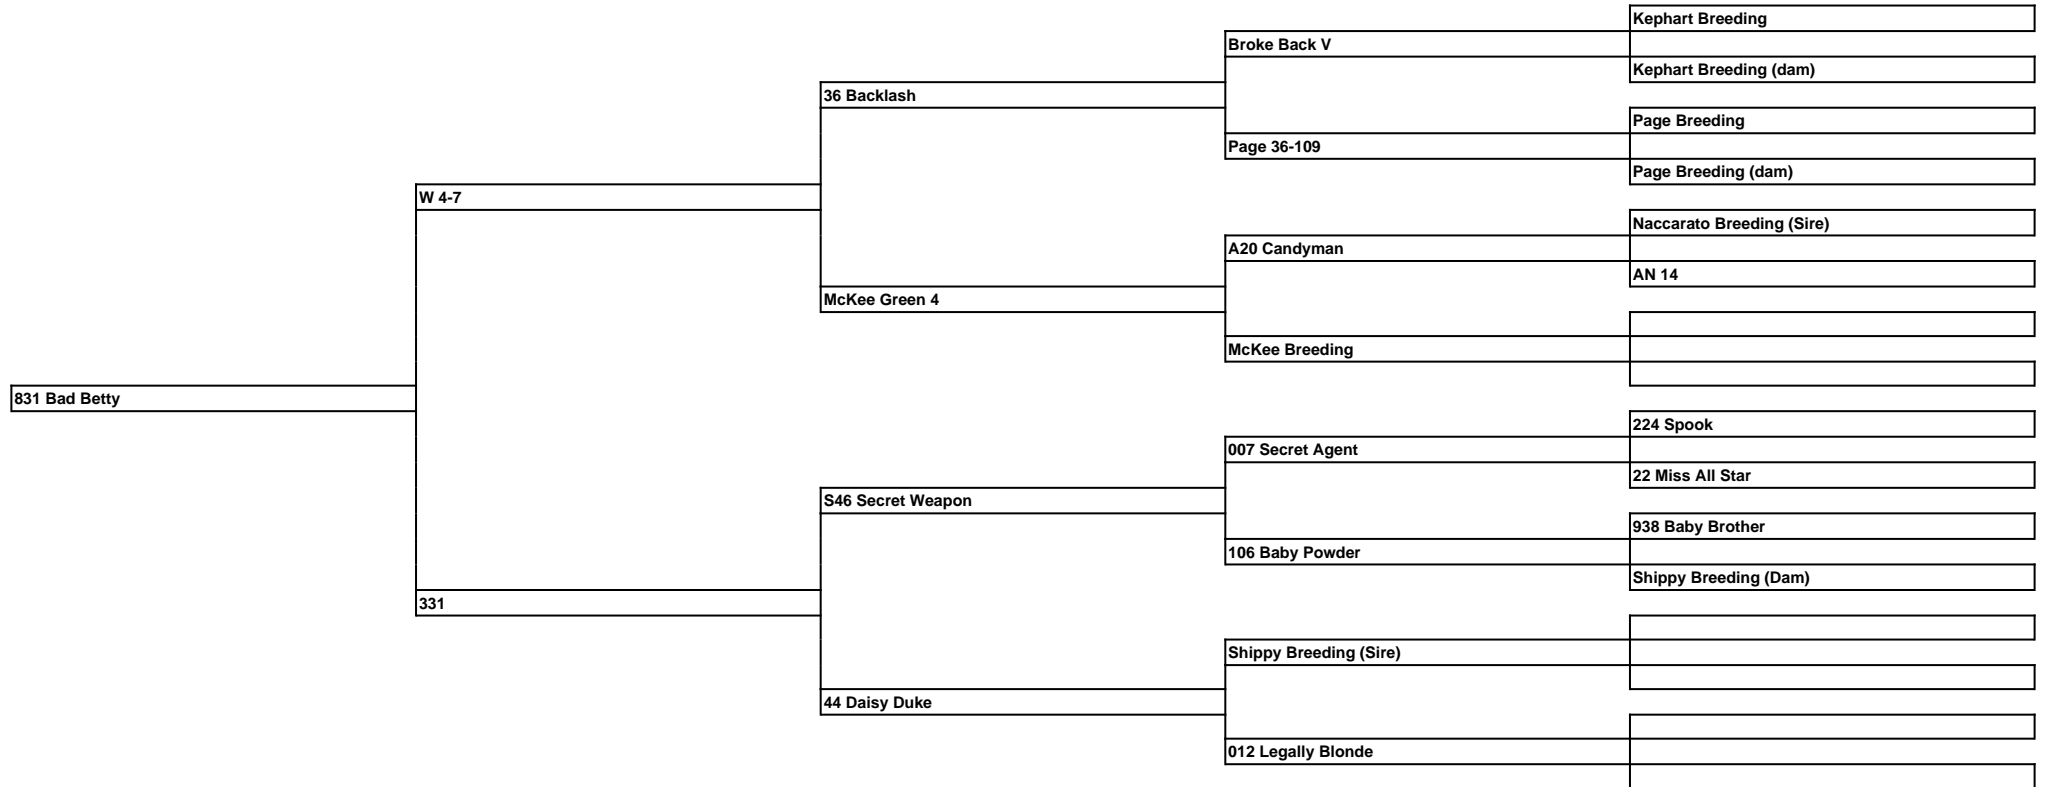 Kephart Breeding
Broke Back V
Kephart Breeding (dam)
36 Backlash
Page Breeding
Page 36-109
Page Breeding (dam)
W 4-7
Naccarato Breeding (Sire)
A20 Candyman
AN 14
McKee Green 4
McKee Breeding
831 Bad Betty
224 Spook
007 Secret Agent
22 Miss All Star
S46 Secret Weapon
938 Baby Brother
106 Baby Powder
Shippy Breeding (Dam)
331
Shippy Breeding (Sire)
44 Daisy Duke
012 Legally Blonde